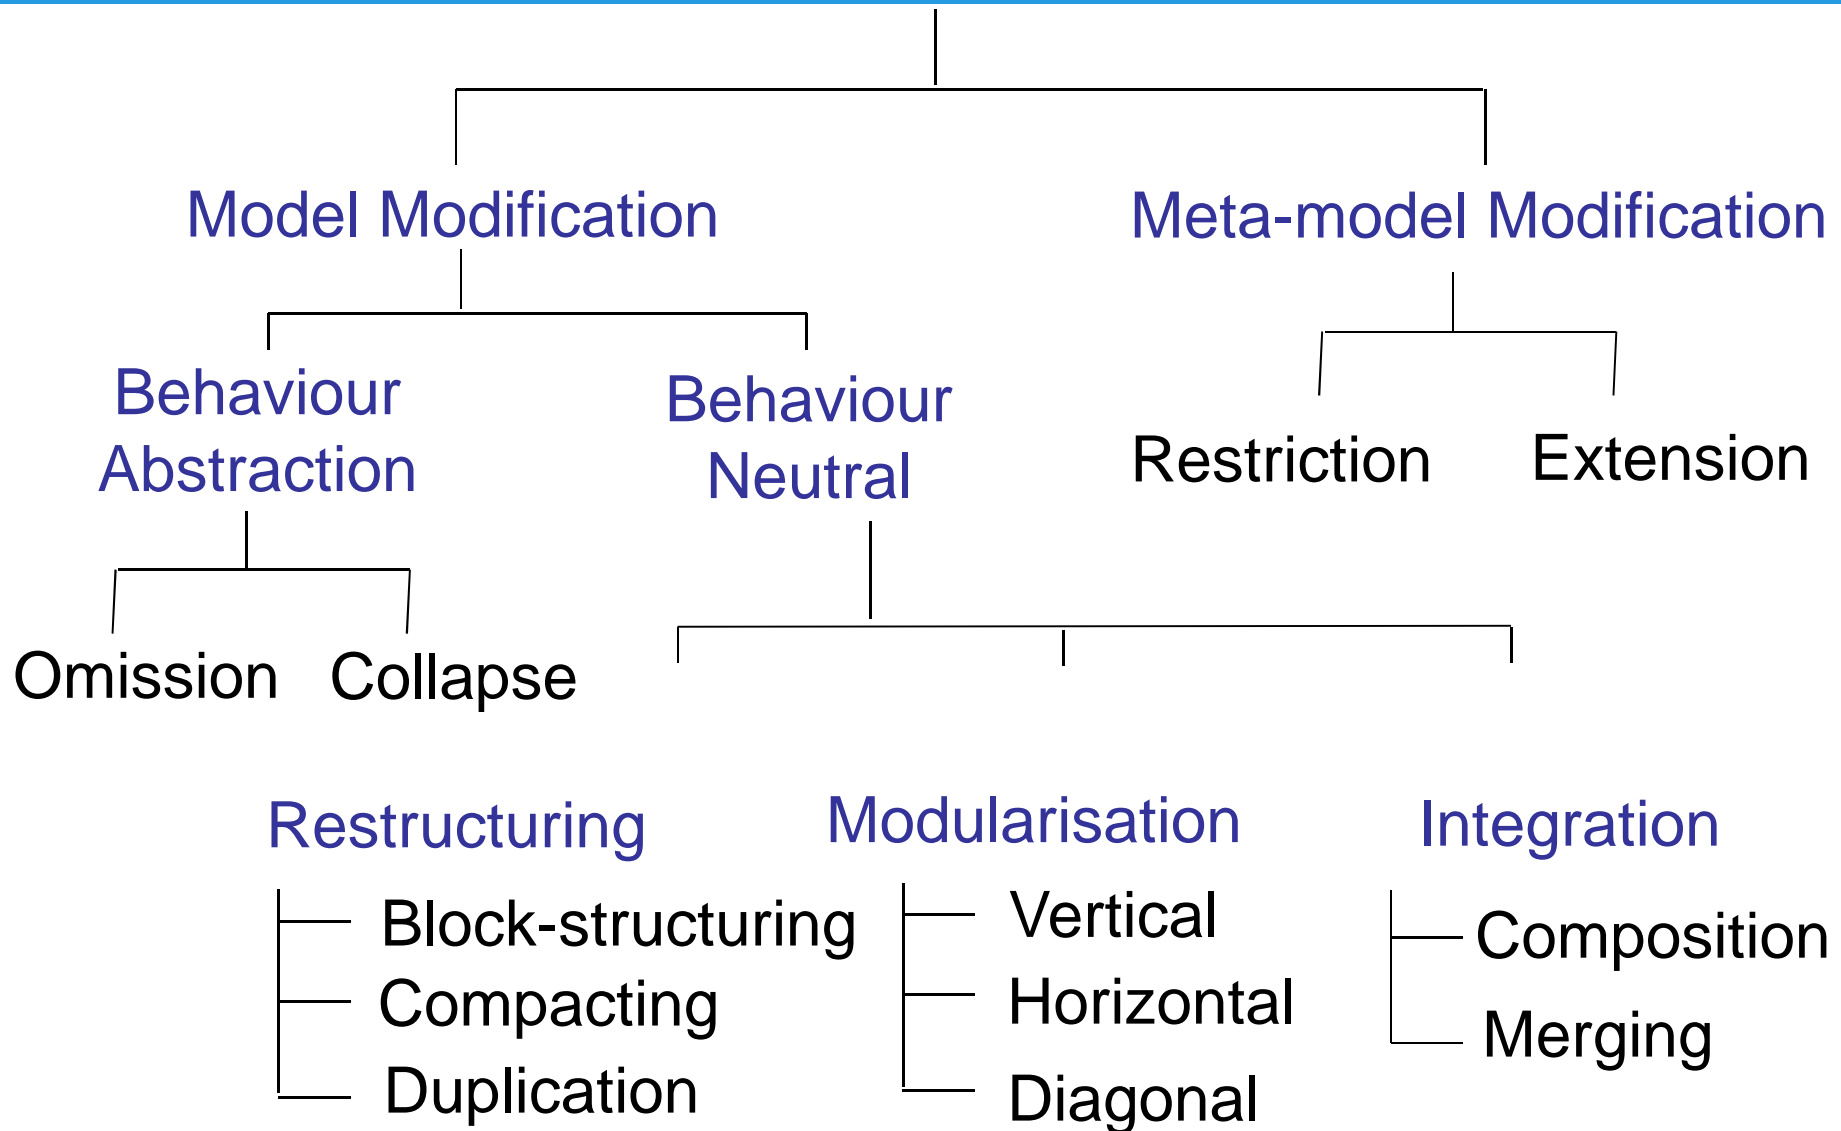 Model Modification
Meta-model Modification
Behaviour
Abstraction
Behaviour
Neutral
Restriction
Extension
Omission
Collapse
Restructuring
Block-structuring
Compacting
Duplication
Modularisation
Vertical
Horizontal
Diagonal
Integration
Composition
Merging